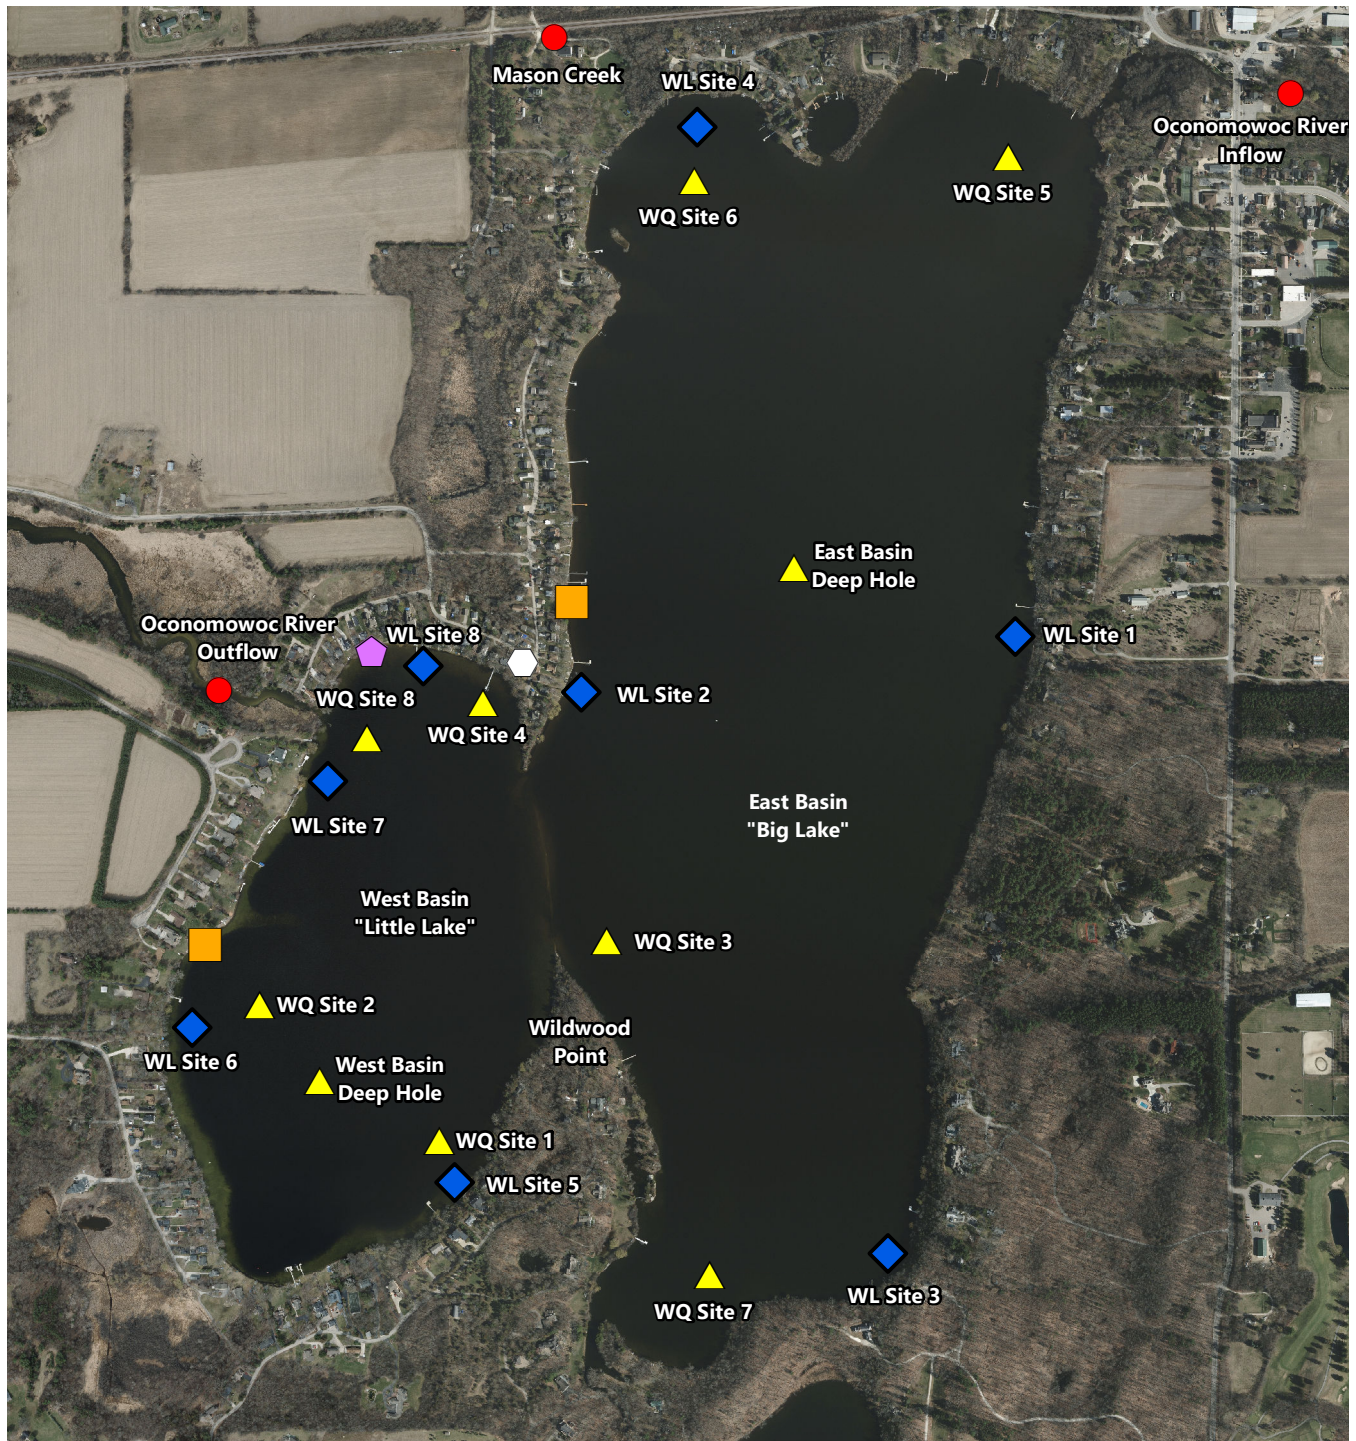 Mason Creek
WL Site 4
Oconomowoc River
Inflow
WQ Site 6
WQ Site 5
East Basin
Deep Hole
Oconomowoc River
Outflow
WL Site 8
WL Site 1
WQ Site 8
WL Site 2
WQ Site 4
WL Site 7
East Basin
"Big Lake"
West Basin
"Little Lake"
WQ Site 3
WQ Site 2
Wildwood
Point
WL Site 6
West Basin
Deep Hole
WQ Site 1
WL Site 5
WL Site 3
WQ Site 7